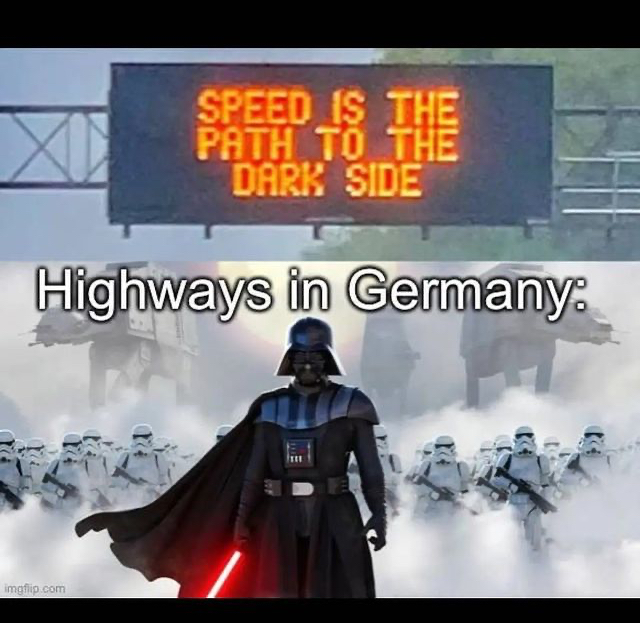 SPEED IS THE
PATH TO THE
DARK SIDE
Highways in Germany:
imgflip.com